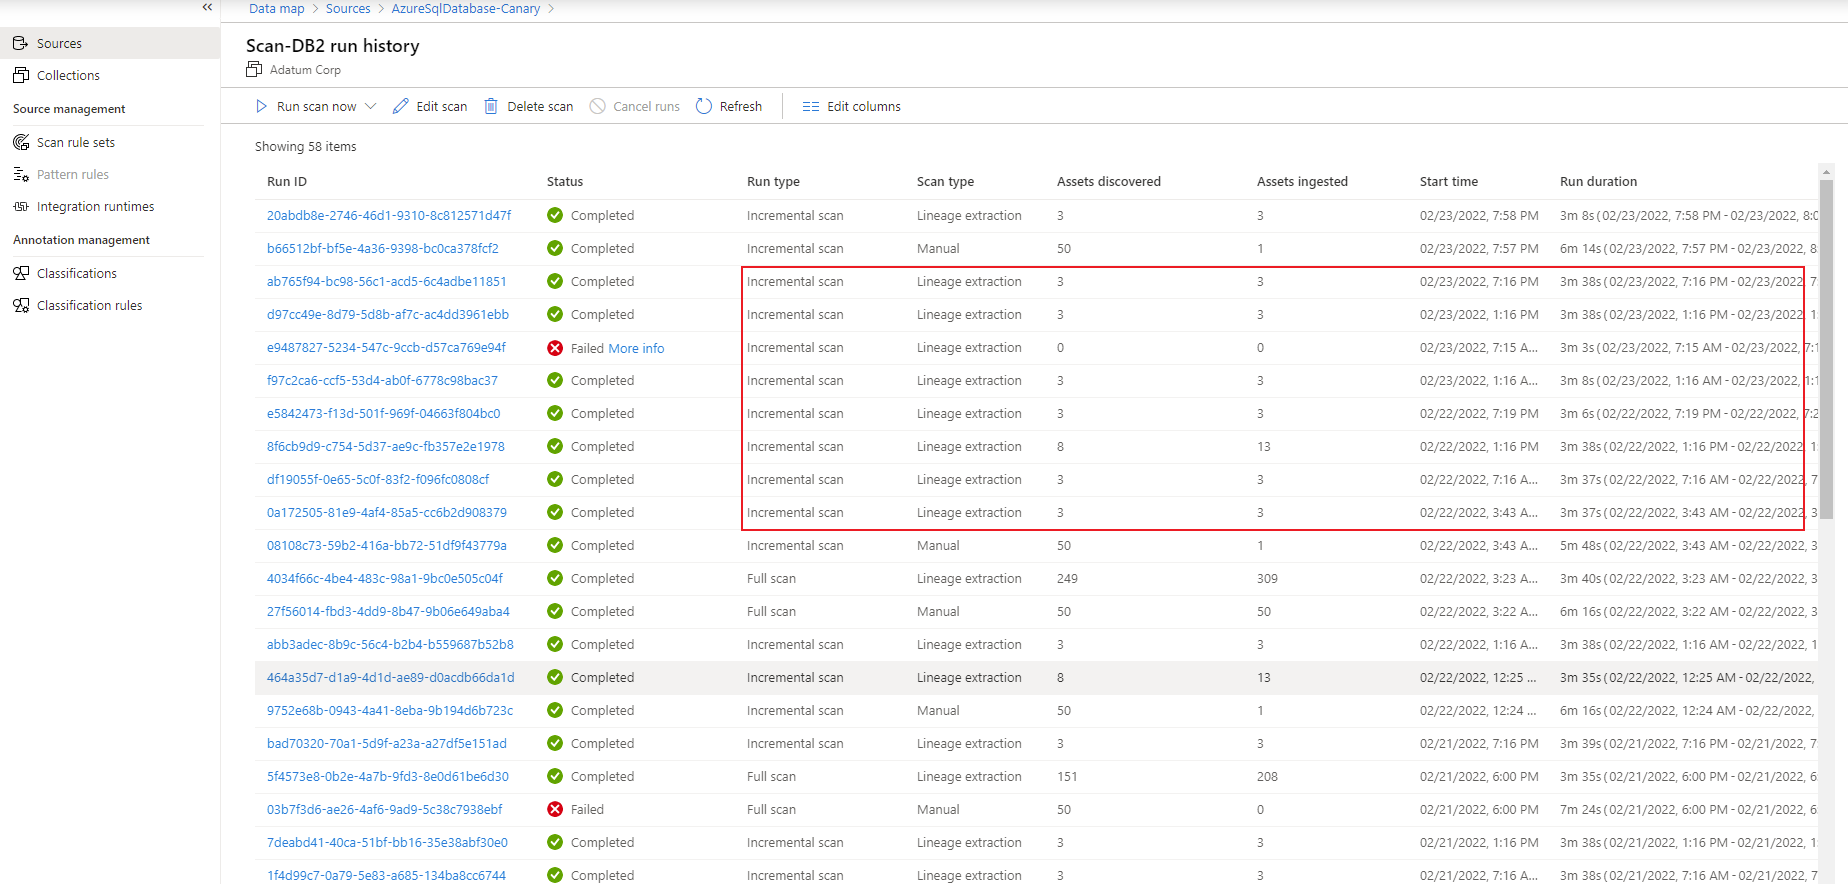 Data map > Sources > AzureSqlDatabase-Canary >
Sources
Collections
Source management
Scan rule sets
Pattern rules
Integration runtimes
Annotation management
Classifications
Classification rules
Scan-DB2 run history
Adatum Corp
Run scan now Edit scan Delete scan Cancel runs Refresh Edit columns
Showing 58 items
Run ID Status Run type Scan type Assets discovered Assets ingested Start time Run duration
20abdb8e-2746-46d1-9310-8c812571d47f Completed Incremental scan Lineage extraction 3 3 02/23/2022, 7:58 PM 3m 8s (02/23/2022, 7:58 PM - 02/23/2022, 8:0
b66512bf-bf5e-4a36-9398-bc0ca378fcf2 Completed Incremental scan Manual 50 1 02/23/2022, 7:57 PM 6m 14s (02/23/2022, 7:57 PM - 02/23/2022, 8:
ab765f94-bc98-56c1-acd5-6c4adbe11851 Completed Incremental scan Lineage extraction 3 3 02/23/2022, 7:16 PM 3m 38s (02/23/2022, 7:16 PM - 02/23/2022, 7:
d97cc49e-8d79-5d8b-af7c-ac4dd3961ebb Completed Incremental scan Lineage extraction 3 3 02/23/2022, 1:16 PM 3m 38s (02/23/2022, 1:16 PM - 02/23/2022, 1:
e9487827-5234-547c-9ccb-d57ca769e94f Failed More info Incremental scan Lineage extraction 0 0 02/23/2022, 7:15 A... 3m 3s (02/23/2022, 7:15 AM - 02/23/2022, 7:1
f97c2ca6-ccf5-53d4-ab0f-6778c98bac37 Completed Incremental scan Lineage extraction 3 3 02/23/2022, 1:16 A... 3m 8s (02/23/2022, 1:16 AM - 02/23/2022, 1:1
e5842473-f13d-501f-969f-04663f804bc0 Completed Incremental scan Lineage extraction 3 3 02/22/2022, 7:19 PM 3m 6s (02/22/2022, 7:19 PM - 02/22/2022, 7:2
8f6cb9d9-c754-5d37-ae9c-fb357e2e1978 Completed Incremental scan Lineage extraction 8 13 02/22/2022, 1:16 PM 3m 38s (02/22/2022, 1:16 PM - 02/22/2022, 1:
df19055f-0e65-5c0f-83f2-f096fc0808cf Completed Incremental scan Lineage extraction 3 3 02/22/2022, 7:16 A... 3m 37s (02/22/2022, 7:16 AM - 02/22/2022, 7
0a172505-81e9-4af4-85a5-cc6b2d908379 Completed Incremental scan Lineage extraction 3 3 02/22/2022, 3:43 A... 3m 37s (02/22/2022, 3:43 AM - 02/22/2022, 3
08108c73-59b2-416a-bb72-51df9f43779a Completed Incremental scan Manual 50 1 02/22/2022, 3:43 A... 5m 48s (02/22/2022, 3:43 AM - 02/22/2022, 3
4034f66c-4be4-483c-98a1-9bc0e505c04f Completed Full scan Lineage extraction 249 309 02/22/2022, 3:23 A... 3m 40s (02/22/2022, 3:23 AM - 02/22/2022, 3
27f56014-fbd3-4dd9-8b47-9b06e649aba4 Completed Full scan Manual 50 50 02/22/2022, 3:22 A... 6m 16s (02/22/2022, 3:22 AM - 02/22/2022, 3
abb3adec-8b9c-56c4-b2b4-b559687b52b8 Completed Incremental scan Lineage extraction 3 3 02/22/2022, 1:16 A... 3m 38s (02/22/2022, 1:16 AM - 02/22/2022, 1
464a35d7-d1a9-4d1d-ae89-d0acdb66da1d Completed Incremental scan Lineage extraction 8 13 02/22/2022, 12:25 ... 3m 35s (02/22/2022, 12:25 AM - 02/22/2022,
9752e68b-0943-4a41-8eba-9b194d6b723c Completed Incremental scan Manual 50 1 02/22/2022, 12:24 ... 6m 16s (02/22/2022, 12:24 AM - 02/22/2022,
bad70320-70a1-5d9f-a23a-a27df5e151ad Completed Incremental scan Lineage extraction 3 3 02/21/2022, 7:16 PM 3m 39s (02/21/2022, 7:16 PM - 02/21/2022, 7:
5f4573e8-0b2e-4a7b-9fd3-8e0d61be6d30 Completed Full scan Lineage extraction 151 208 02/21/2022, 6:00 PM 3m 35s (02/21/2022, 6:00 PM - 02/21/2022, 6:
03b7f3d6-ae26-4af6-9ad9-5c38c7938ebf Failed Full scan Manual 50 0 02/21/2022, 6:00 PM 7m 24s (02/21/2022, 6:00 PM - 02/21/2022, 6:
7deabd41-40ca-51bf-bb16-35e38abf30e0 Completed Incremental scan Lineage extraction 3 3 02/21/2022, 1:16 PM 3m 38s (02/21/2022, 1:16 PM - 02/21/2022, 1:
1f4d99c7-0a79-5e83-a685-134ba8cc6744 Completed Incremental scan Lineage extraction 3 3 02/21/2022, 7:16 A... 3m 38s (02/21/2022, 7:16 AM - 02/21/2022, 7